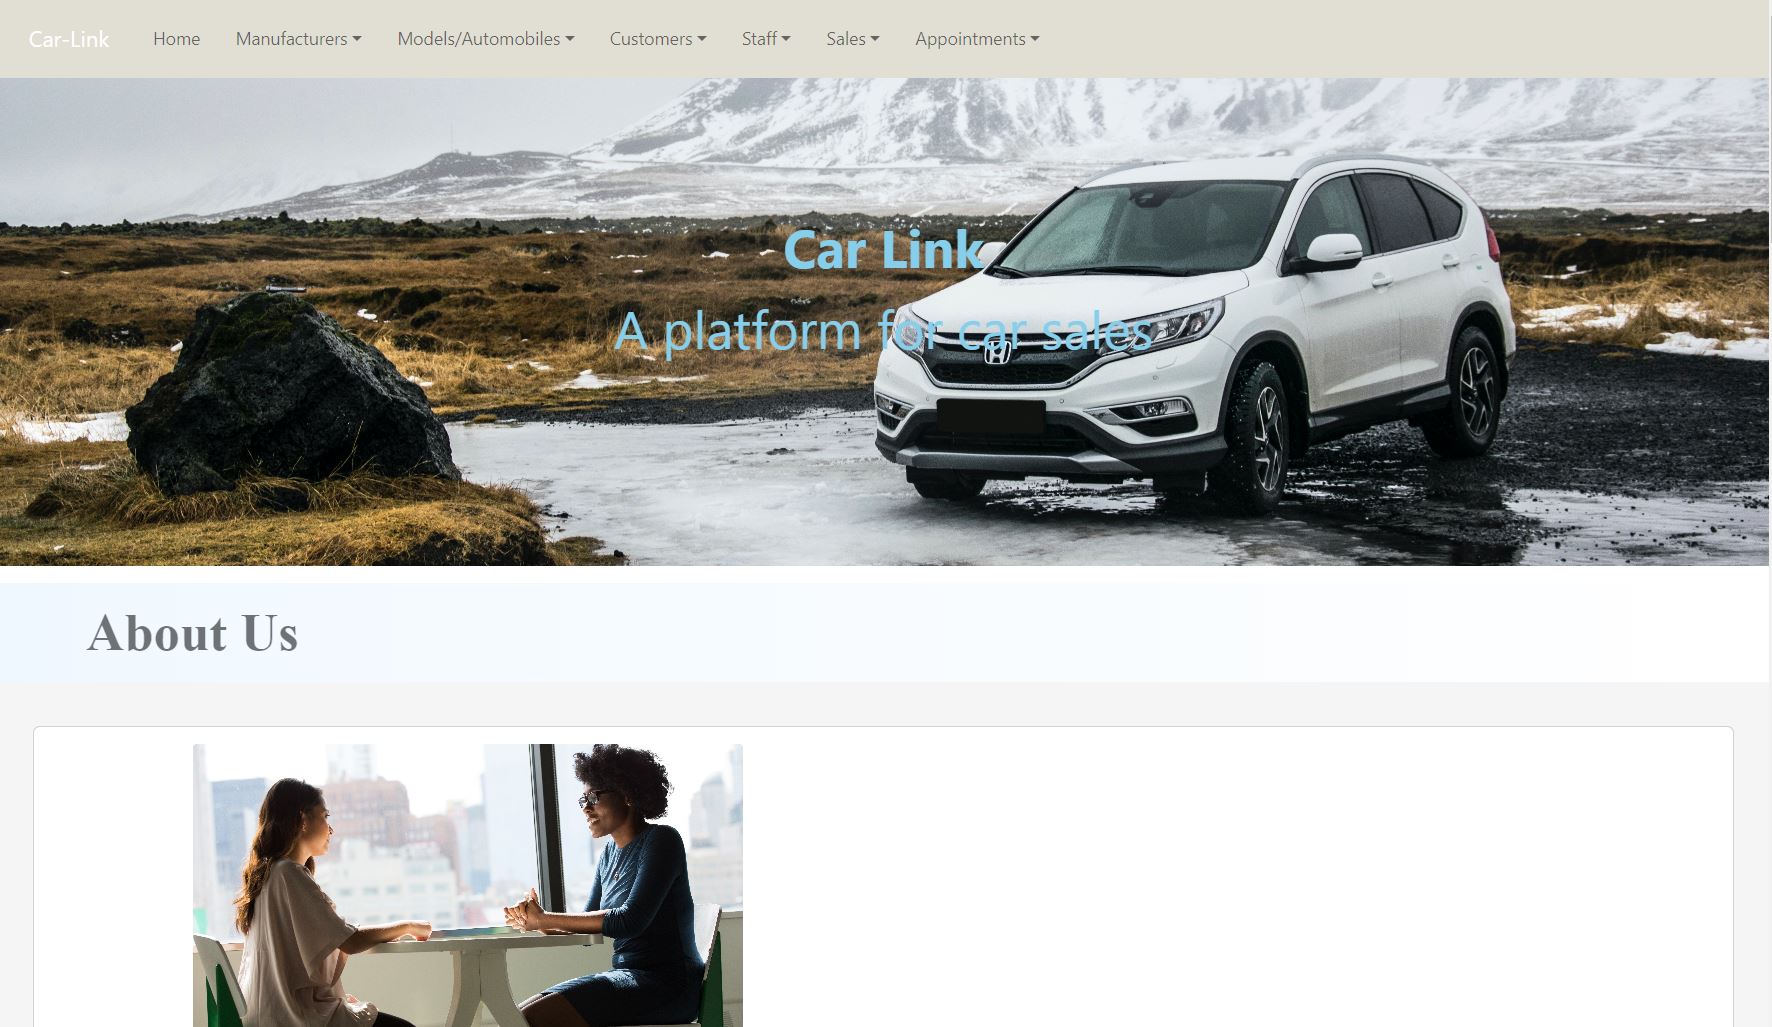 Car-Link Home Manufacturers Models/Automobiles Customers Staff Sales Appointments
Car Link
A platform for car sales
About Us